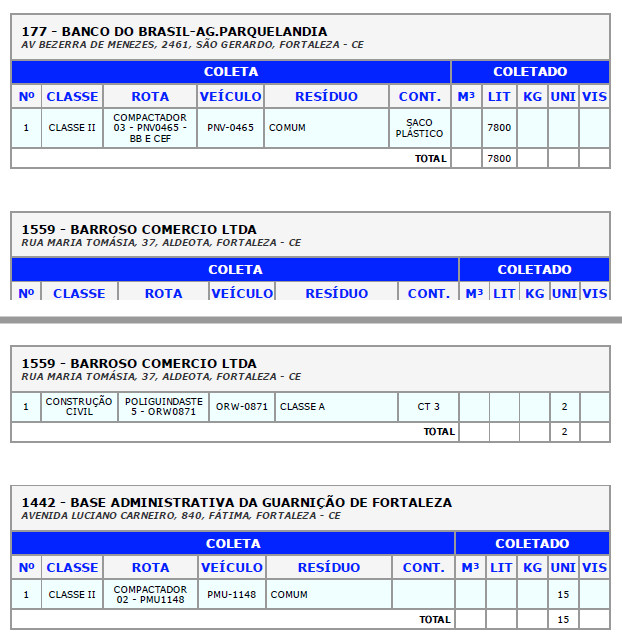 177 - BANCO DO BRASIL-AG.PARQUELANDIA
AV BEZERRA DE MENEZES, 2461, SÃO GERARDO, FORTALEZA - CE
COLETA COLETADO
Nº CLASSE ROTA VEÍCULO RESÍDUO CONT. M³ LIT KG UNI VIS
1 CLASSE II COMPACTADOR 03 - PNV0465 - BB E CEF PNV-0465 COMUM SACO PLÁSTICO 7800
TOTAL 7800
1559 - BARROSO COMERCIO LTDA
RUA MARIA TOMÁSIA, 37, ALDEOTA, FORTALEZA - CE
COLETA COLETADO
Nº CLASSE ROTA VEÍCULO RESÍDUO CONT. M³ LIT KG UNI VIS
1559 - BARROSO COMERCIO LTDA
RUA MARIA TOMÁSIA, 37, ALDEOTA, FORTALEZA - CE
1 CONSTRUÇÃO CIVIL POLIGUINDASTE 5 - ORW0871 ORW-0871 CLASSE A CT 3 2
TOTAL 2
1442 - BASE ADMINISTRATIVA DA GUARNIÇÃO DE FORTALEZA
AVENIDA LUCIANO CARNEIRO, 840, FÁTIMA, FORTALEZA - CE
COLETA COLETADO
Nº CLASSE ROTA VEÍCULO RESÍDUO CONT. M³ LIT KG UNI VIS
1 CLASSE II COMPACTADOR 02 - PMU1148 PMU-1148 COMUM 15
TOTAL 15